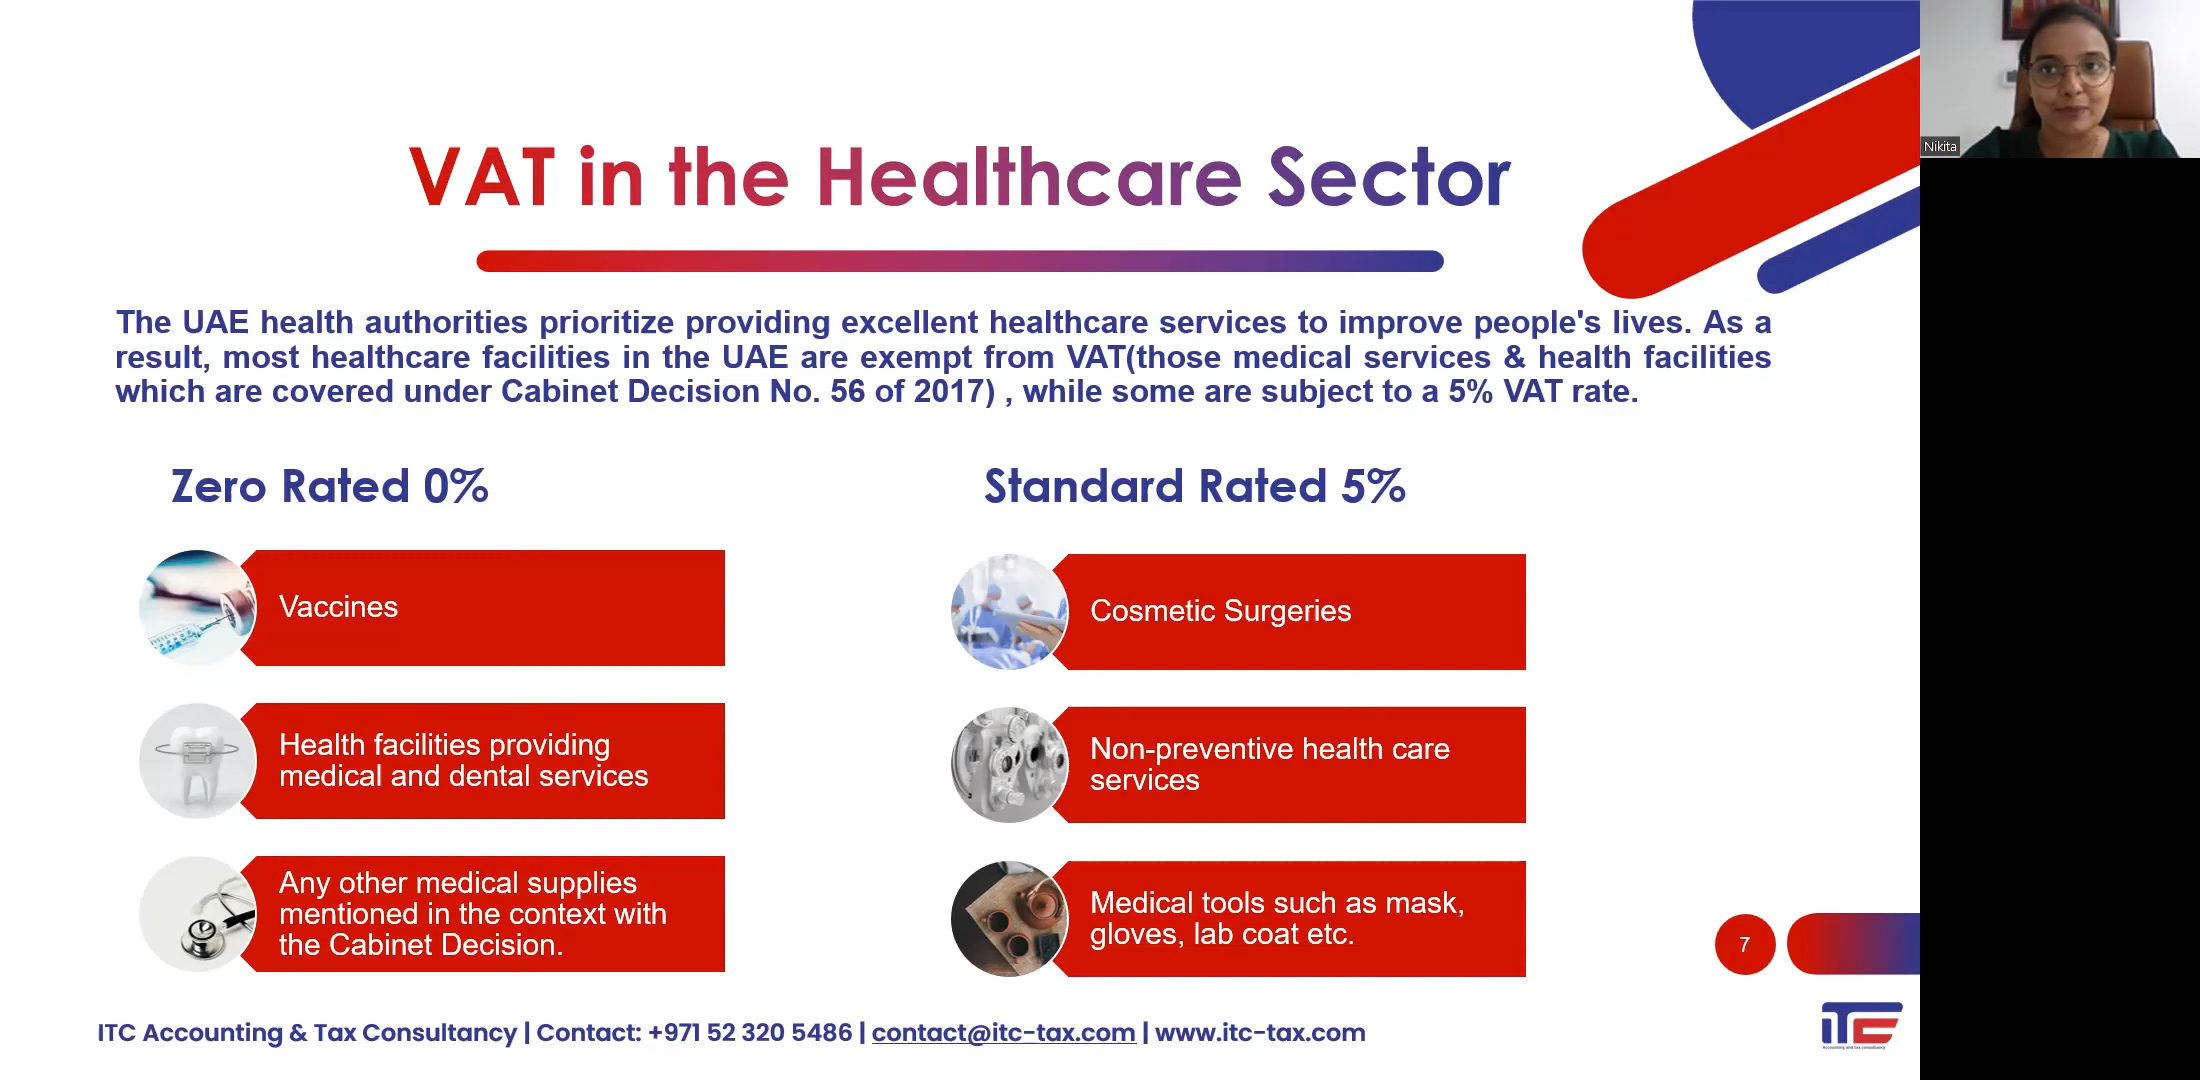 VAT in the Healthcare Sector
The UAE health authorities prioritize providing excellent healthcare services to improve people's lives. As a
result, most healthcare facilities in the UAE are exempt from VAT(those medical services & health facilities
which are covered under Cabinet Decision No. 56 of 2017) , while some are subject to a 5% VAT rate.
Zero Rated 0%
Vaccines
Health facilities providing
medical and dental services
Any other medical supplies
mentioned in the context with
the Cabinet Decision.
Standard Rated 5%
Cosmetic Surgeries
Non-preventive health care
services
Medical tools such as mask,
gloves, lab coat etc.
7
ITC Accounting & Tax Consultancy | Contact: +971 52 320 5486 | contact@itc-tax.com | www.itc-tax.com
ITC
Accounting and tax consultancy
Nikita